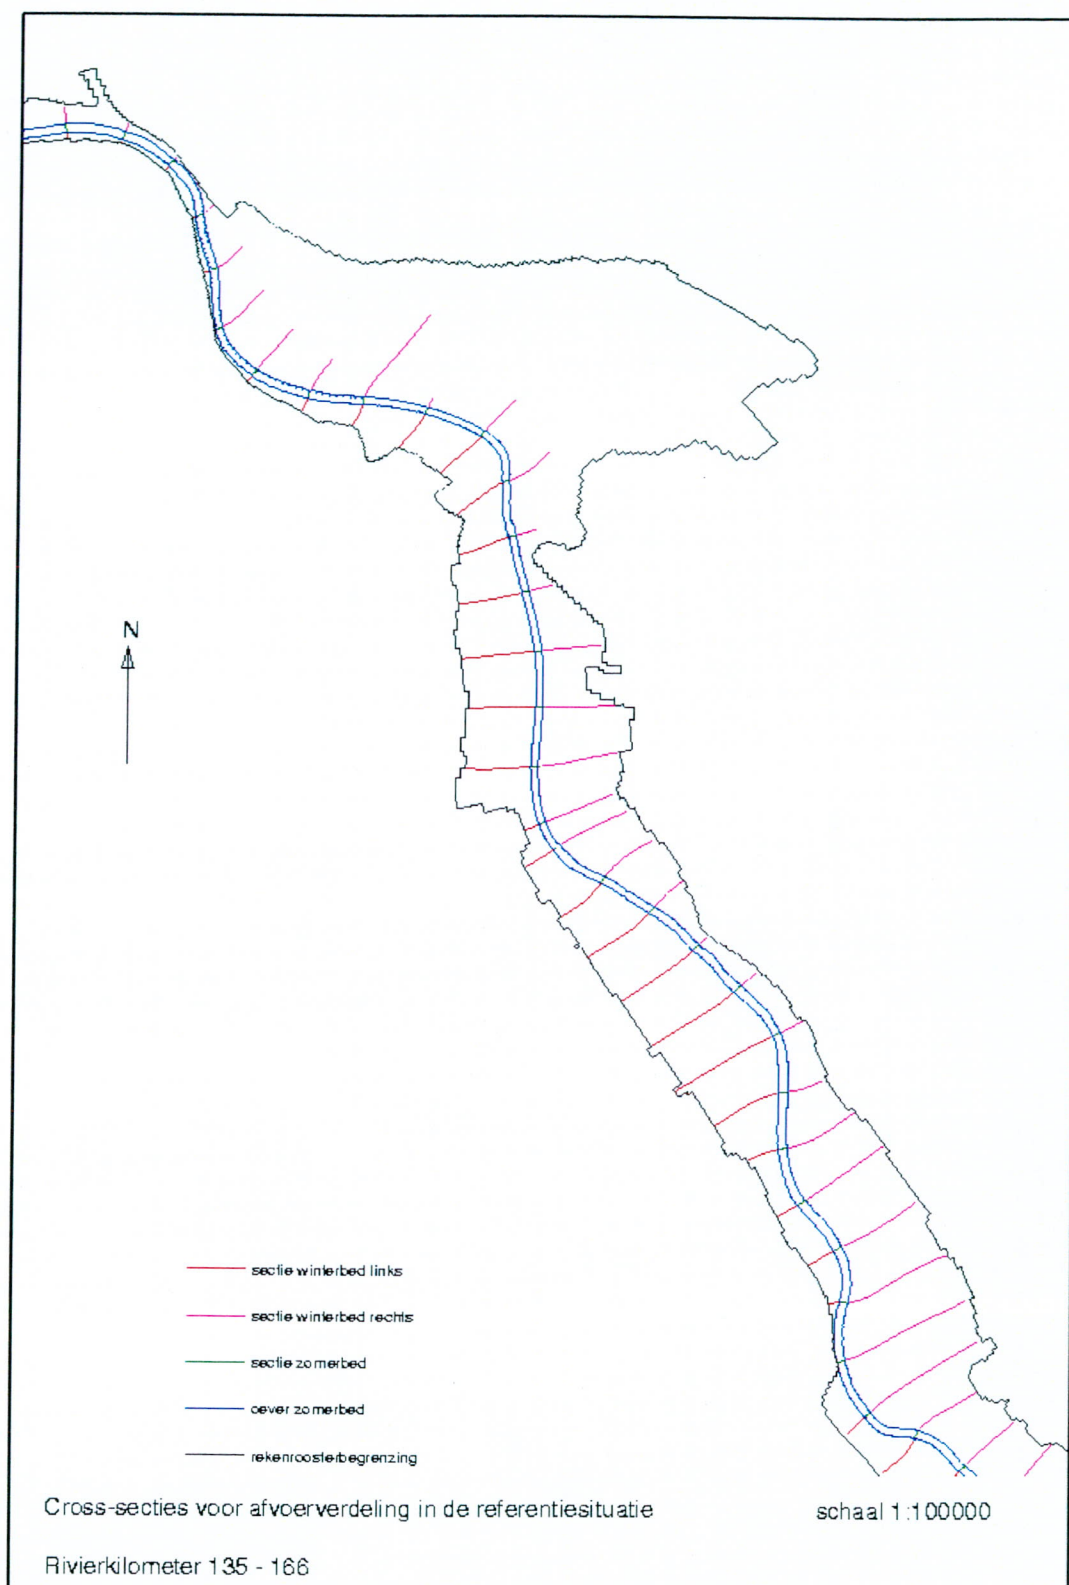 N
sectie winterbed links
sectie winterbed rechts
sectie zomerbed
oever zomerbed
rekenroosterbegrenzing
Cross-secties voor afvoerverdeling in de referentiesituatie
schaal 1:100000
Rivierkilometer 135 - 166